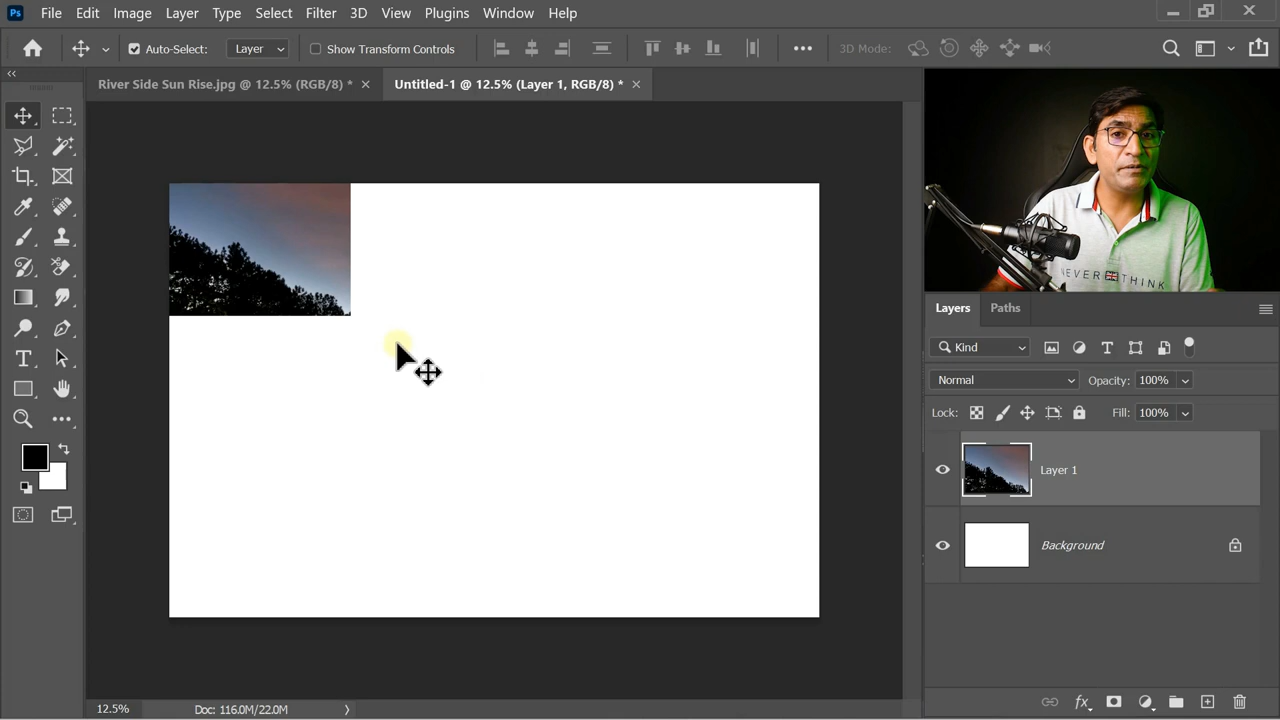 Ps File Edit Image Layer Type Select Filter 3D View Plugins Window Help
Auto-Select: Layer Show Transform Controls 3D Mode:
River Side Sun Rise.jpg @ 12.5% (RGB/8) * Untitled-1 @ 12.5% (Layer 1, RGB/8) *
NEVER THINK
Layers Paths
Kind
Normal Opacity: 100%
Lock: Fill: 100%
Layer 1
Background
12.5% Doc: 116.0M/22.0M